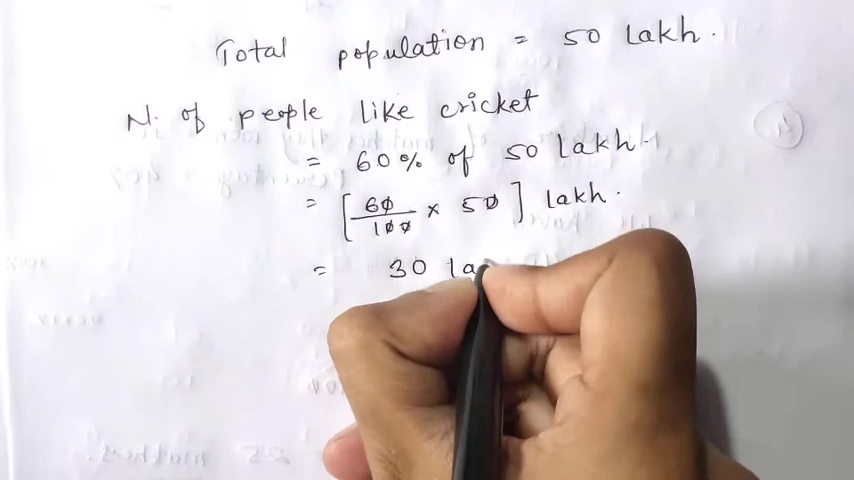 Total population = 50 Lakh.
N. of people like cricket
= 60% of 50 lakh
= [60/100 × 50] lakh.
= 30 la